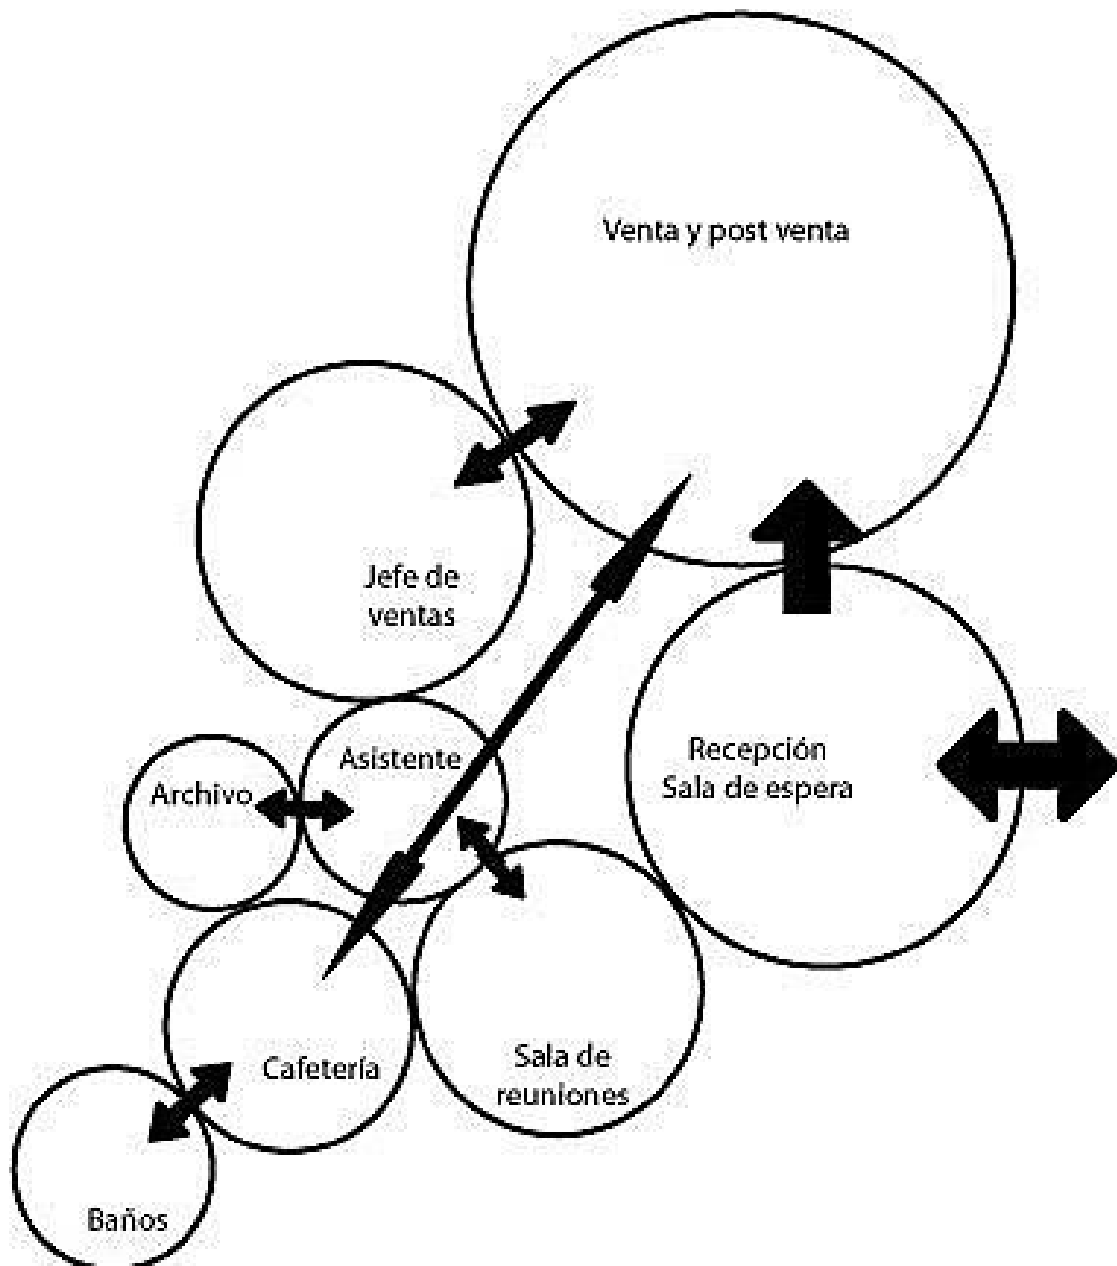 Venta y post venta
Jefe de
ventas
Asistente
Archivo
Recepción
Sala de espera
Cafetería
Sala de
reuniones
Baños